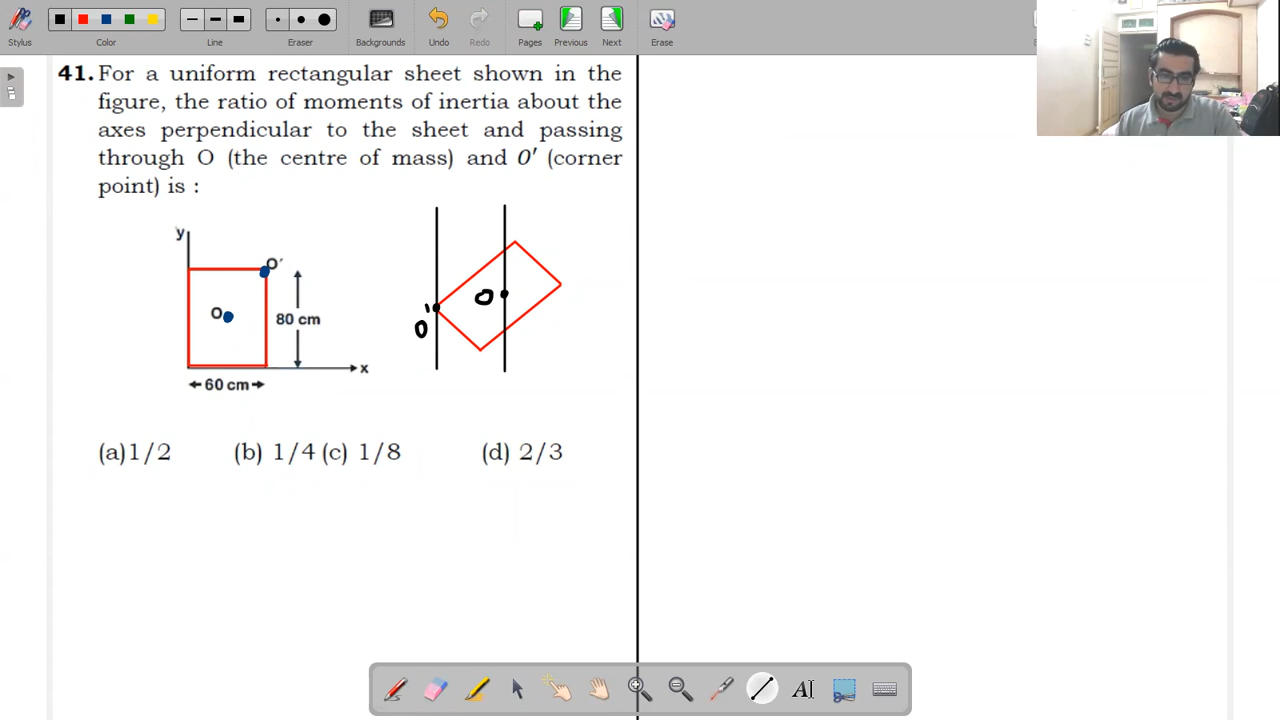 Stylus
Color
Line
Eraser
Backgrounds
Undo
Redo
Pages
Previous
Next
Erase
41. For a uniform rectangular sheet shown in the
figure, the ratio of moments of inertia about the
axes perpendicular to the sheet and passing
through O (the centre of mass) and O′ (corner
point) is :
y
O′
O
80 cm
x
60 cm
O
O'
(a)1/2 (b) 1/4 (c) 1/8 (d) 2/3